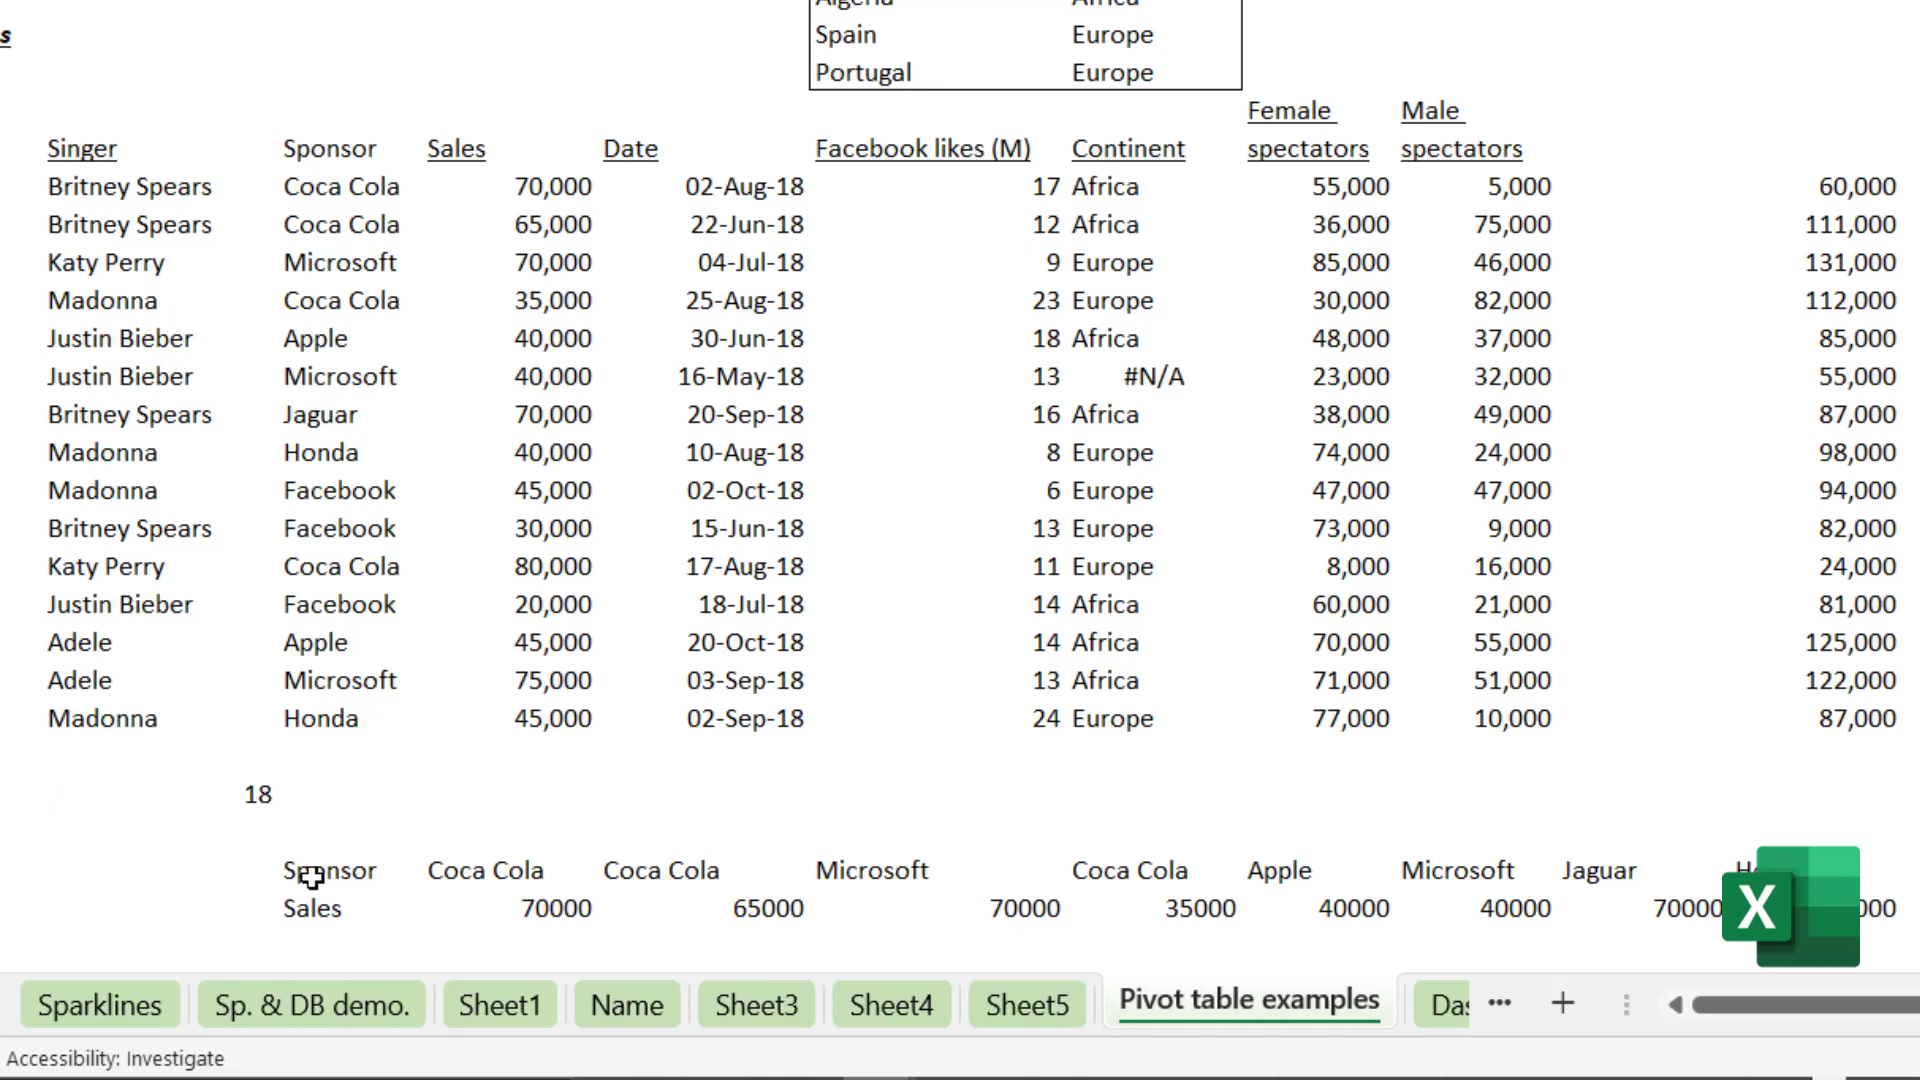 Algeria Africa
s Spain Europe
Portugal Europe
Female Male
Singer Sponsor Sales Date Facebook likes (M) Continent spectators spectators
Britney Spears Coca Cola 70,000 02-Aug-18 17 Africa 55,000 5,000 60,000
Britney Spears Coca Cola 65,000 22-Jun-18 12 Africa 36,000 75,000 111,000
Katy Perry Microsoft 70,000 04-Jul-18 9 Europe 85,000 46,000 131,000
Madonna Coca Cola 35,000 25-Aug-18 23 Europe 30,000 82,000 112,000
Justin Bieber Apple 40,000 30-Jun-18 18 Africa 48,000 37,000 85,000
Justin Bieber Microsoft 40,000 16-May-18 13 #N/A 23,000 32,000 55,000
Britney Spears Jaguar 70,000 20-Sep-18 16 Africa 38,000 49,000 87,000
Madonna Honda 40,000 10-Aug-18 8 Europe 74,000 24,000 98,000
Madonna Facebook 45,000 02-Oct-18 6 Europe 47,000 47,000 94,000
Britney Spears Facebook 30,000 15-Jun-18 13 Europe 73,000 9,000 82,000
Katy Perry Coca Cola 80,000 17-Aug-18 11 Europe 8,000 16,000 24,000
Justin Bieber Facebook 20,000 18-Jul-18 14 Africa 60,000 21,000 81,000
Adele Apple 45,000 20-Oct-18 14 Africa 70,000 55,000 125,000
Adele Microsoft 75,000 03-Sep-18 13 Africa 71,000 51,000 122,000
Madonna Honda 45,000 02-Sep-18 24 Europe 77,000 10,000 87,000
18
Sponsor Coca Cola Coca Cola Microsoft Coca Cola Apple Microsoft Jaguar
Sales 70000 65000 70000 35000 40000 40000 70000
X
Sparklines Sp. & DB demo. Sheet1 Name Sheet3 Sheet4 Sheet5 Pivot table examples Das ••• +
Accessibility: Investigate